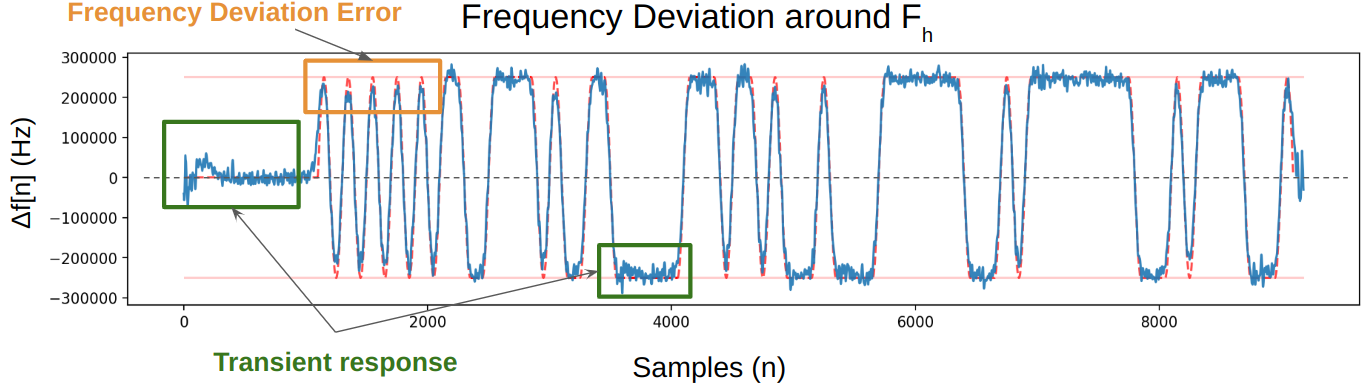 Frequency Deviation Error
Frequency Deviation around Fh
300000
200000
100000
0
−100000
−200000
−300000
Δf[n] (Hz)
0
2000
4000
6000
8000
Transient response
Samples (n)